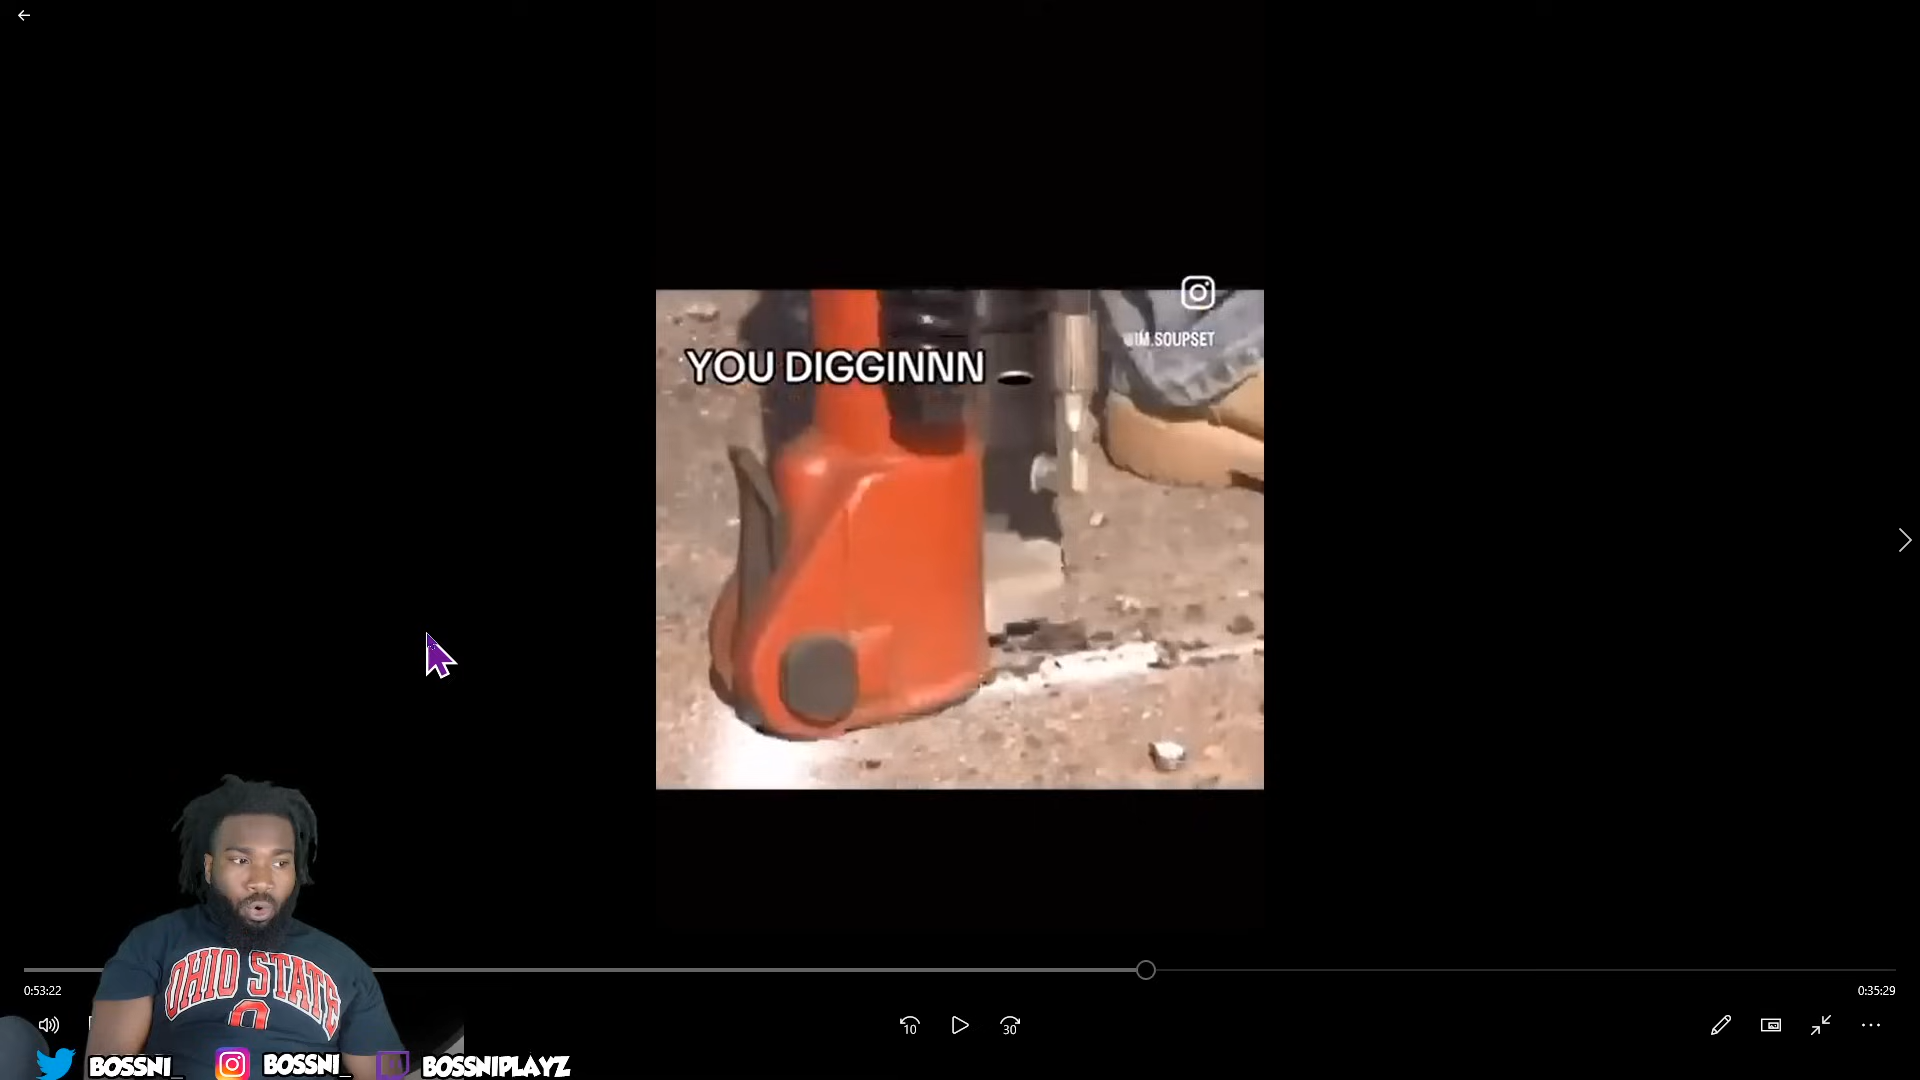 @IM.SOUPSET
YOU DIGGINNN
OHIO STATE
0:53:22
0:35:29
10
30
BOSSNI_
BOSSNI_
BOSSNIPLAYZ